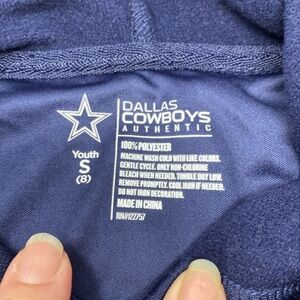 DALLAS
COWBOYS
AUTHENTIC
Youth
S
(8)
100% POLYESTER
MACHINE WASH COLD WITH LIKE COLORS.
GENTLE CYCLE. ONLY NON-CHLORINE
BLEACH WHEN NEEDED. TUMBLE DRY LOW.
REMOVE PROMPTLY. COOL IRON IF NEEDED.
DO NOT IRON DECORATION.
MADE IN CHINA
RN#122757